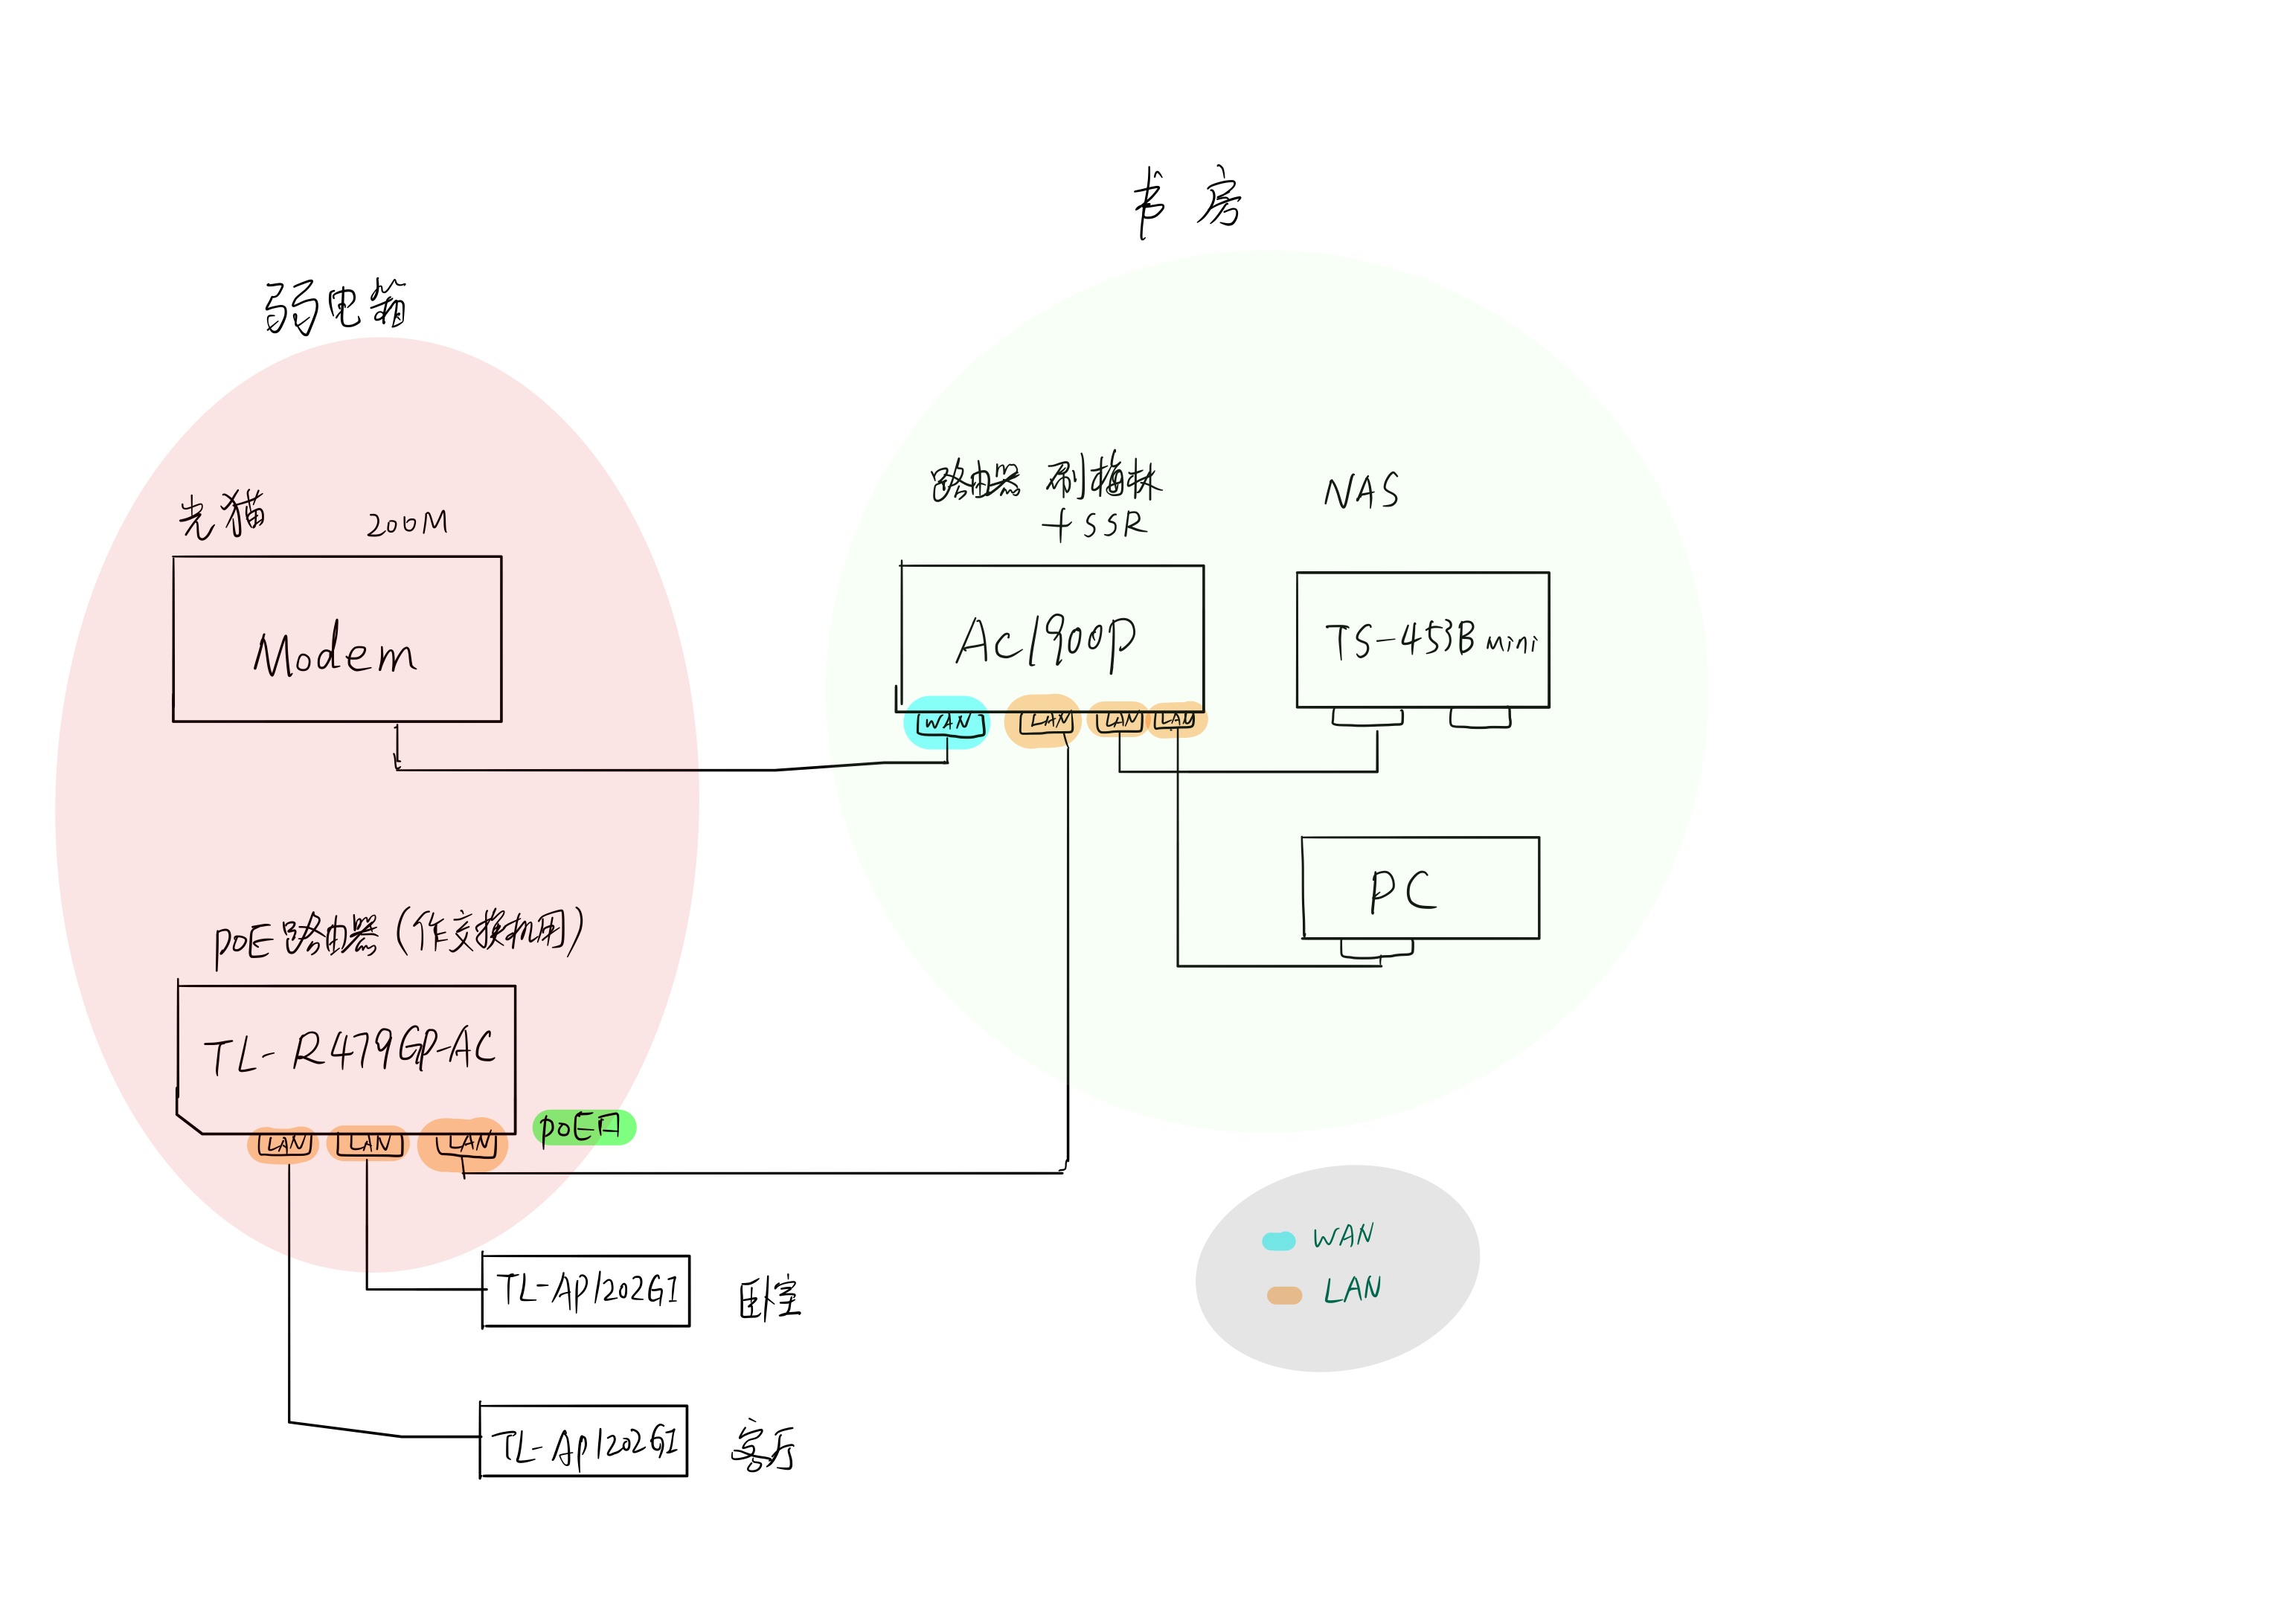 书房
弱电箱
光猫 200M
Modem
路由器 刷梅林
+SSR
AC1900P
WAN LAN LAN LAN
NAS
TS-453Bmini
PC
POE路由器(作交换机用)
TL-R479GP-AC
LAN LAN LAN
POE口
TL-AP1202GI 卧室
TL-AP1202GI 客厅
WAN
LAN